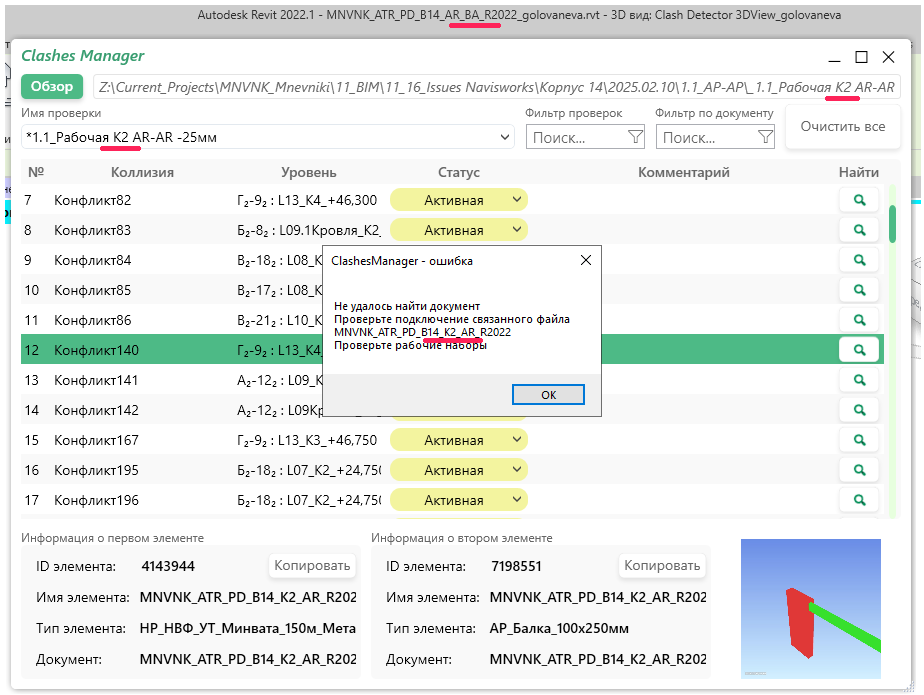 Autodesk Revit 2022.1 - MNVNK_ATR_PD_B14_AR_BA_R2022_golovaneva.rvt - 3D вид: Clash Detector 3DView_golovaneva
Clashes Manager
Обзор Z:\Current_Projects\MNVNK_Mnevniki\11_BIM\11_16_Issues Navisworks\Корпус 14\2025.02.10\1.1_АР-АР\_1.1_Рабочая К2 AR-AR
Имя проверки Фильтр проверок Фильтр по документу
*1.1_Рабочая К2 AR-AR -25мм Поиск... Поиск... Очистить все
№ Коллизия Уровень Статус Комментарий Найти
7 Конфликт82 Г₂-9₂ : L13_K4_+46,300 Активная
8 Конфликт83 Б₂-8₂ : L09.1Кровля_К2_ Активная
9 Конфликт84 В₂-18₂ : L08_K
10 Конфликт85 В₂-17₂ : L08_K
11 Конфликт86 В₂-21₂ : L10_K
12 Конфликт140 Г₂-9₂ : L13_K4_
13 Конфликт141 А₂-12₂ : L09_K
14 Конфликт142 А₂-12₂ : L09Кр
15 Конфликт167 Г₂-9₂ : L13_K3_+46,750 Активная
16 Конфликт195 Б₂-18₂ : L07_K2_+24,750 Активная
17 Конфликт196 Б₂-18₂ : L07_K2_+24,750 Активная
ClashesManager - ошибка
Не удалось найти документ
Проверьте подключение связанного файла
MNVNK_ATR_PD_B14_K2_AR_R2022
Проверьте рабочие наборы
OK
Информация о первом элементе
ID элемента: 4143944 Копировать
Имя элемента: MNVNK_ATR_PD_B14_K2_AR_R202
Тип элемента: НР_НВФ_УТ_Минвата_150м_Мета
Документ: MNVNK_ATR_PD_B14_K2_AR_R202
Информация о втором элементе
ID элемента: 7198551 Копировать
Имя элемента: MNVNK_ATR_PD_B14_K2_AR_R202
Тип элемента: АР_Балка_100x250мм
Документ: MNVNK_ATR_PD_B14_K2_AR_R202